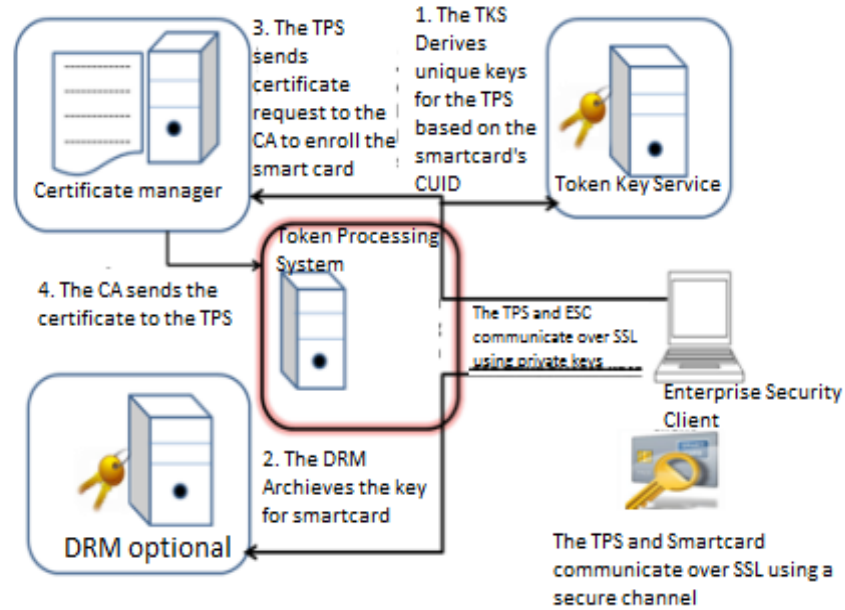 3. The TPS
sends
certificate
request to the
CA to enroll the
smart card
1. The TKS
Derives
unique keys
for the TPS
based on the
smartcard's
CUID
Certificate manager
Token Key Service
Token Processing
System
4. The CA sends the
certificate to the TPS
The TPS and ESC
communicate over SSL
using private keys
Enterprise Security
Client
2. The DRM
Archieves the key
for smartcard
DRM optional
The TPS and Smartcard
communicate over SSL using a
secure channel